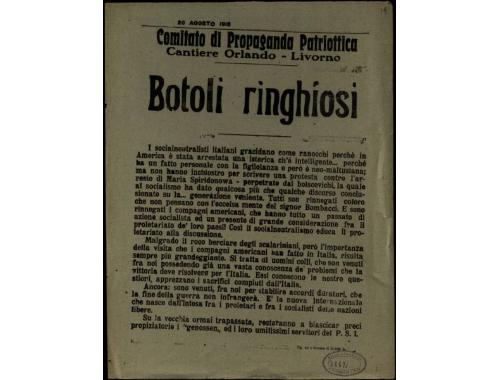 20 AGOSTO 1918
Comitato di Propaganda Patriottica
Cantiere Orlando - Livorno
Botoli ringhiosi
I socialneutralisti italiani gracidano come ranocchi perchè in
America è stata arrestata una isterica ch'è intelligente... perchè
ha un fatto personale con la figliolanza e però è neo-maltusiana;
ma non hanno inchiostro per scrivere una protesta contro l'ar-
resto di Maria Spiridonowa - perpetrato dai bolscevichi, la quale
al socialismo ha dato qualcosa più che qualche discorso conclu-
sionato su la... generazione venienta. Tutti son rinnegati coloro
che non pensano con l'eccelsa mento del signor Bombacci. E sono
rinnegati i compagni americani, che hanno tutto un passato di
azione socialista ed un presente di grande considerazione fra il
proletariato de' loro paesi! Così il socialneutralismo educa il pro-
letariato alla discussione.
Malgrado il roco berciare degli scalariniani, però l'importanza
della visita che i compagni americani han fatto in Italia, risulta
sempre più grandeggiante. Si tratta di uomini colti, che son venuti
fra noi possedendo già una vasta conoscenza de' problemi che la
vittoria deve risolvere per l'Italia. Essi conoscono le nostre que-
stioni, apprezzano i sacrifici compiuti dall'Italia.
Ancora: sono venuti, fra noi per stabilire accordi duraturi, che
la fine della guerra non infrangerà. E' la nuova Internazionale
che nasce dall'intesa fra i proletari e fra i socialisti delle nazioni
libere.
Su la vecchia ormai trapassata, resteranno a biascicar preci
propiziatorie i "genossen, ed i loro umilissimi servitori del P. S. I.